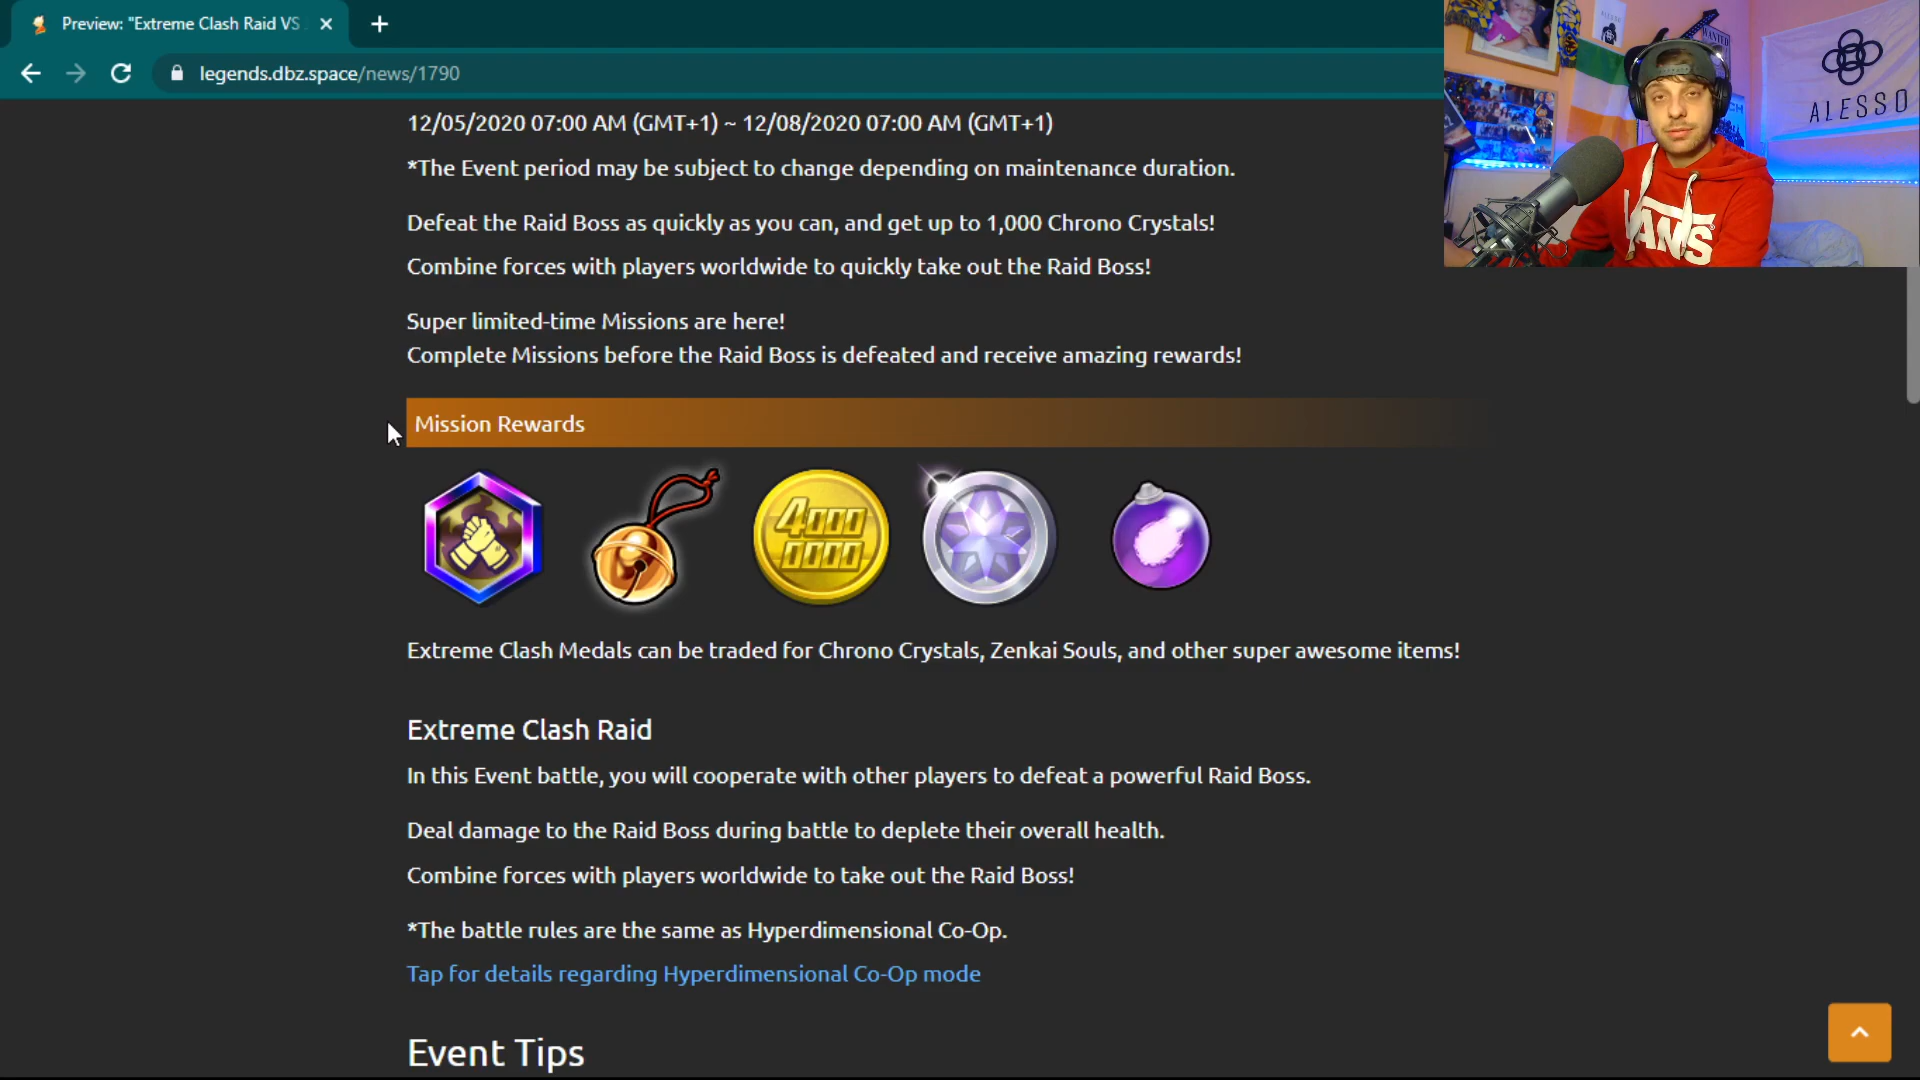 Preview: "Extreme Clash Raid VS
legends.dbz.space/news/1790
WANTED
ALESSO
VANS
12/05/2020 07:00 AM (GMT+1) ~ 12/08/2020 07:00 AM (GMT+1)
*The Event period may be subject to change depending on maintenance duration.
Defeat the Raid Boss as quickly as you can, and get up to 1,000 Chrono Crystals!
Combine forces with players worldwide to quickly take out the Raid Boss!
Super limited-time Missions are here!
Complete Missions before the Raid Boss is defeated and receive amazing rewards!
Mission Rewards
4000
0000
Extreme Clash Medals can be traded for Chrono Crystals, Zenkai Souls, and other super awesome items!
Extreme Clash Raid
In this Event battle, you will cooperate with other players to defeat a powerful Raid Boss.
Deal damage to the Raid Boss during battle to deplete their overall health.
Combine forces with players worldwide to take out the Raid Boss!
*The battle rules are the same as Hyperdimensional Co-Op.
Tap for details regarding Hyperdimensional Co-Op mode
Event Tips